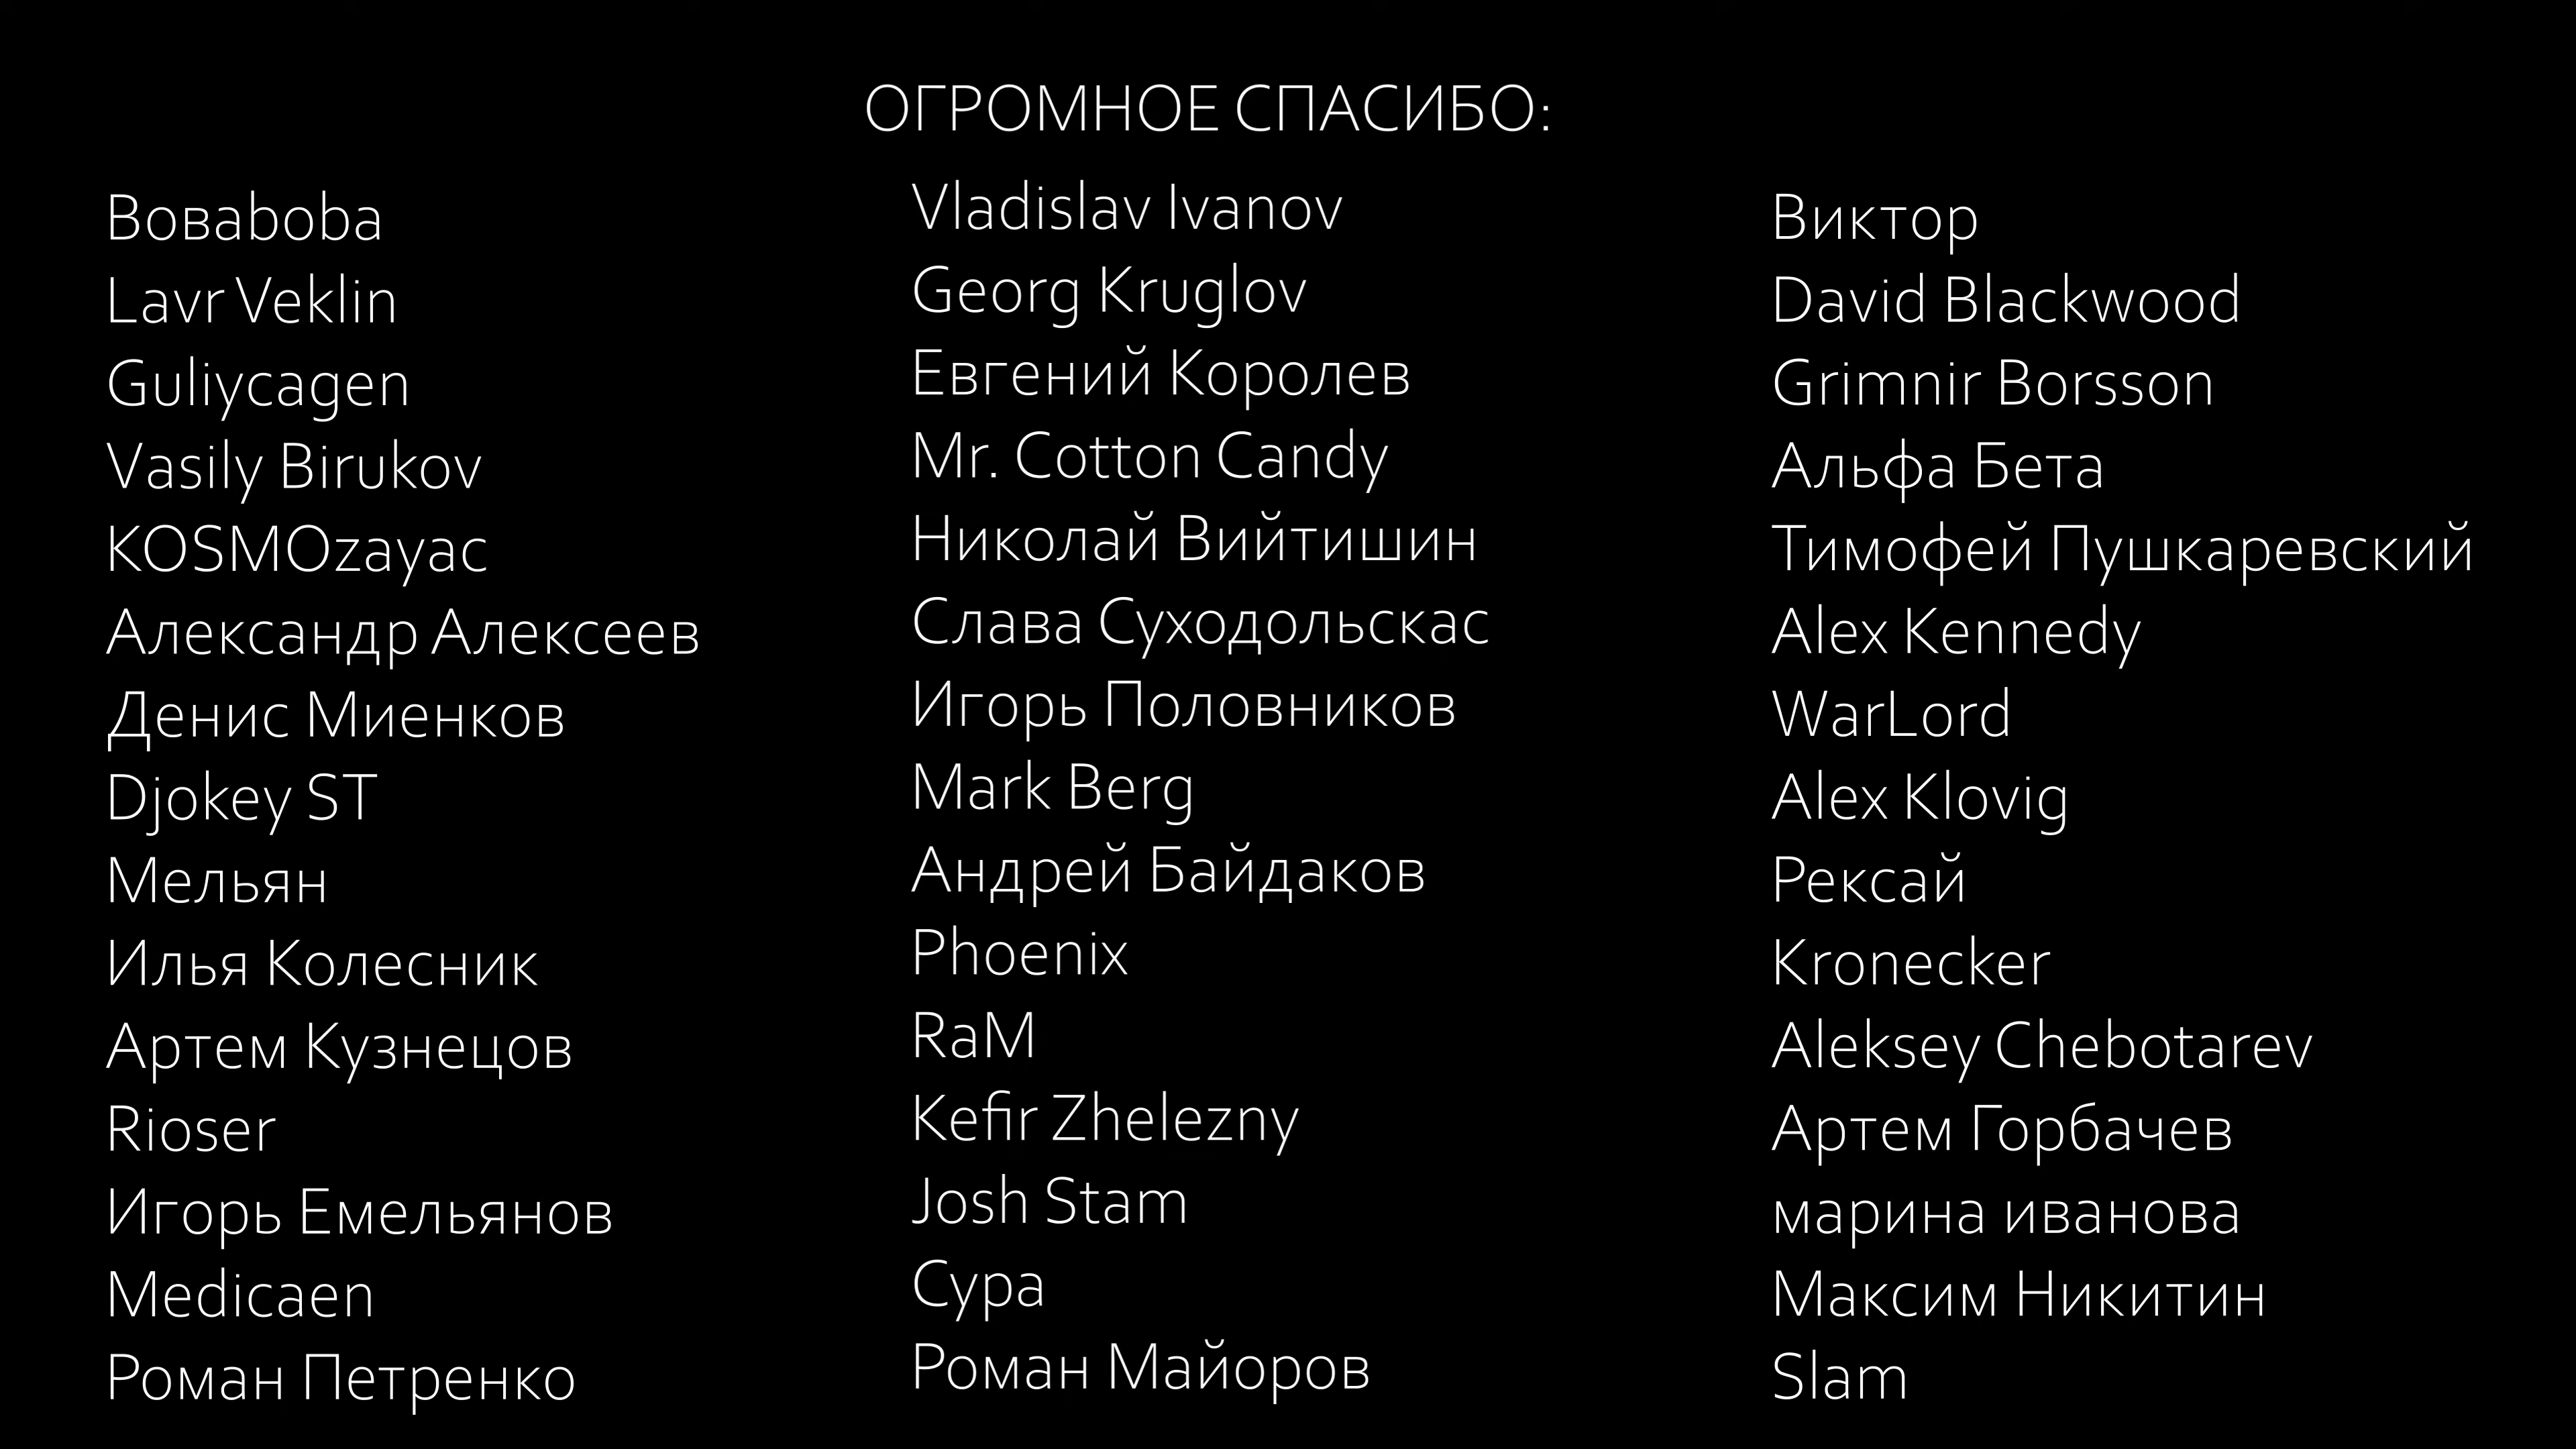 ОГРОМНОЕ СПАСИБО:
Воваboba
Lavr Veklin
Guliycagen
Vasily Birukov
KOSMOzayac
Александр Алексеев
Денис Миенков
Djokey ST
Мельян
Илья Колесник
Артем Кузнецов
Rioser
Игорь Емельянов
Medicaen
Роман Петренко
Vladislav Ivanov
Georg Kruglov
Евгений Королев
Mr. Cotton Candy
Николай Вийтишин
Слава Суходольскас
Игорь Половников
Mark Berg
Андрей Байдаков
Phoenix
RaM
Kefir Zhelezny
Josh Stam
Сура
Роман Майоров
Виктор
David Blackwood
Grimnir Borsson
Альфа Бета
Тимофей Пушкаревский
Alex Kennedy
WarLord
Alex Klovig
Рексай
Kronecker
Aleksey Chebotarev
Артем Горбачев
марина иванова
Максим Никитин
Slam